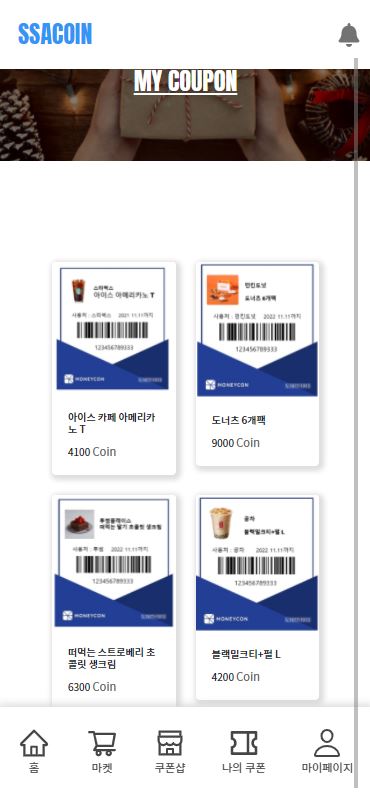 SSACOIN
MY COUPON
스타벅스
아이스 아메리카노 T
사용처 : 스타벅스 2021 11.11까지
123456789333
MONEYCON
아이스 카페 아메리카
노 T
4100 Coin
던킨도넛
도너츠 6개팩
사용처 : 던킨도넛 2022 11.11까지
123456789333
MONEYCON
도너츠 6개팩
9000 Coin
투썸플레이스
떠먹는 딸기 초콜릿 생크림
사용처 : 투썸 2022 11.11까지
123456789333
MONEYCON
떠먹는 스트로베리 초
콜릿 생크림
6300 Coin
공차
블랙밀크티+펄 L
사용처 : 공차 2022 11.11까지
123456789333
MONEYCON
블랙밀크티+펄 L
4200 Coin
홈
마켓
쿠폰샵
나의 쿠폰
마이페이지